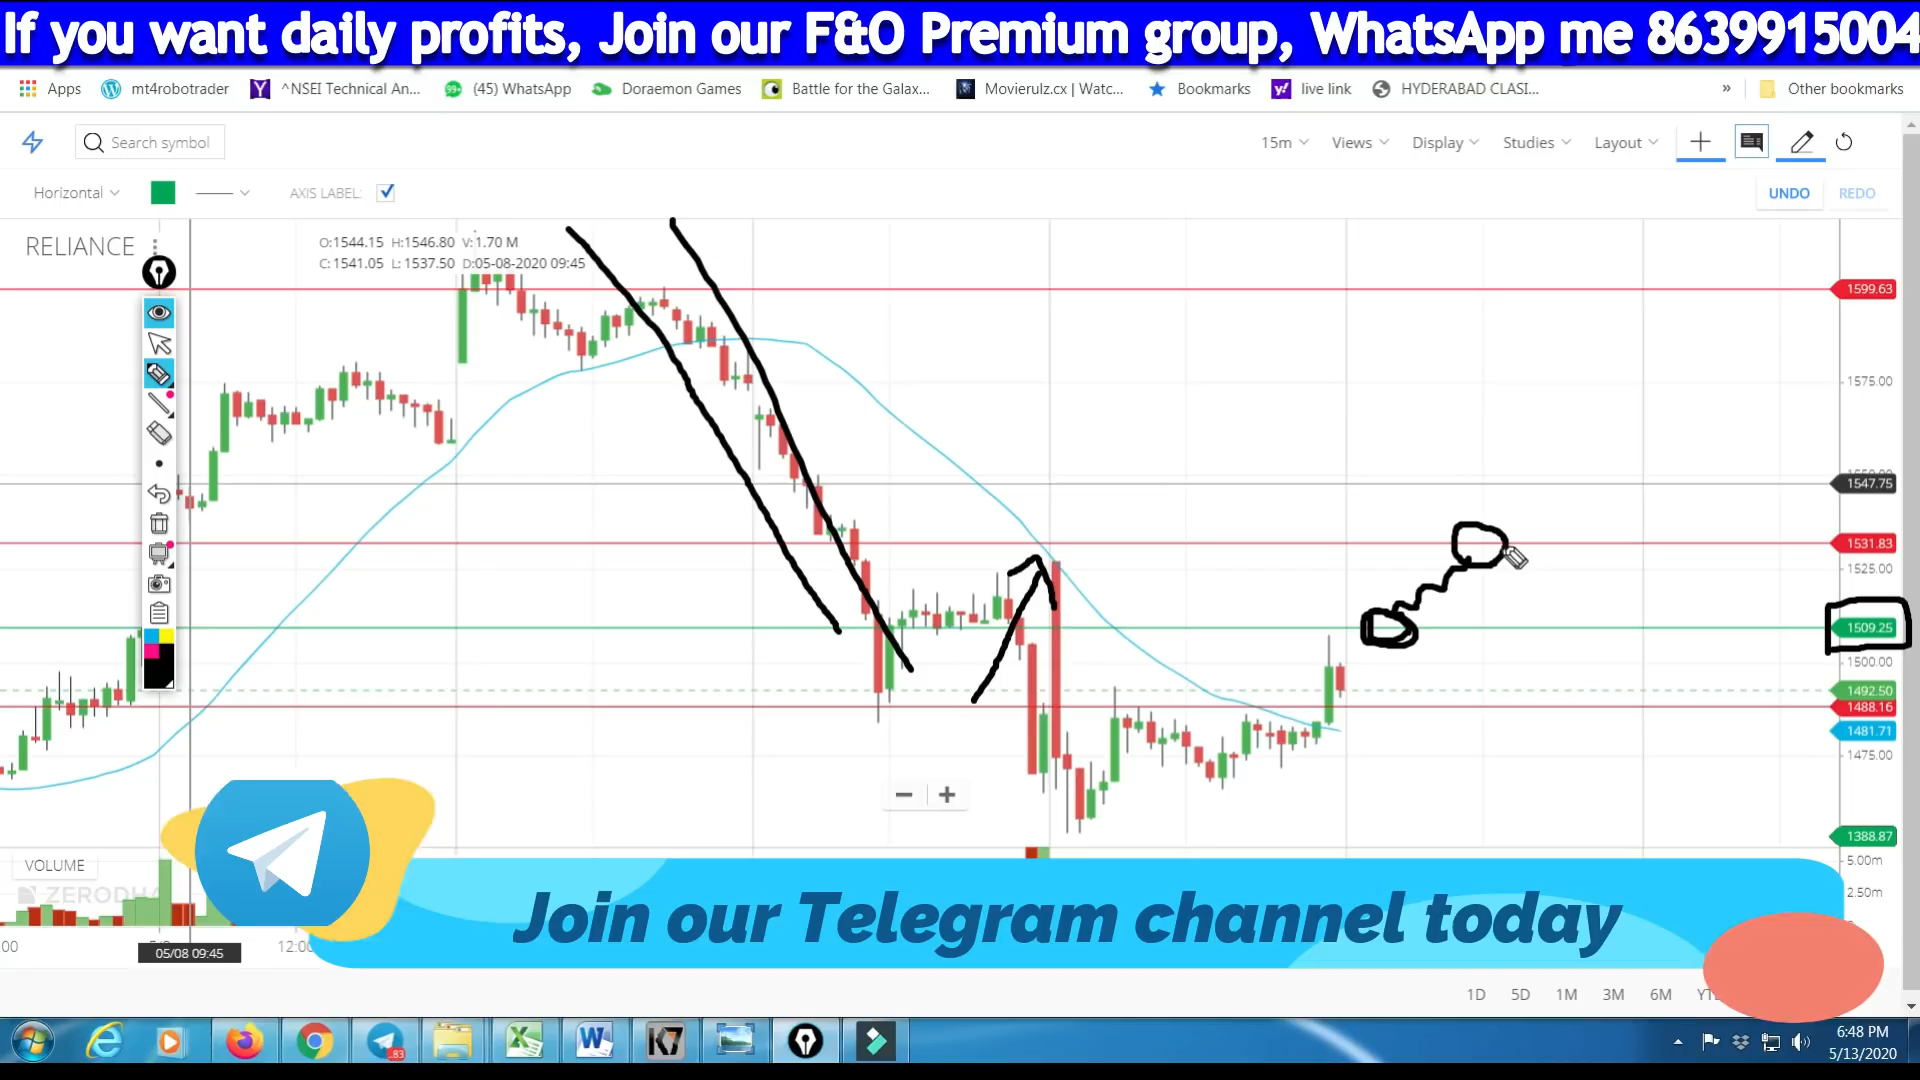 If you want daily profits, Join our F&O Premium group, WhatsApp me 8639915004
Apps mt4robotrader ^NSEI Technical An... (45) WhatsApp Doraemon Games Battle for the Galax... Movierulz.cx | Watc... Bookmarks live link HYDERABAD CLASI... » Other bookmarks
Search symbol 15m Views Display Studies Layout
Horizontal AXIS LABEL: UNDO REDO
RELIANCE
O:1544.15 H:1546.80 V:1.70 M
C:1541.05 L: 1537.50 D:05-08-2020 09:45
1599.63
1575.00
1547.75
1531.83
1525.00
1509.25
1500.00
1492.50
1488.16
1481.71
1475.00
1388.87
VOLUME
5.00m
2.50m
Join our Telegram channel today
05/08 09:45
1D 5D 1M 3M 6M
83
K7
6:48 PM
5/13/2020